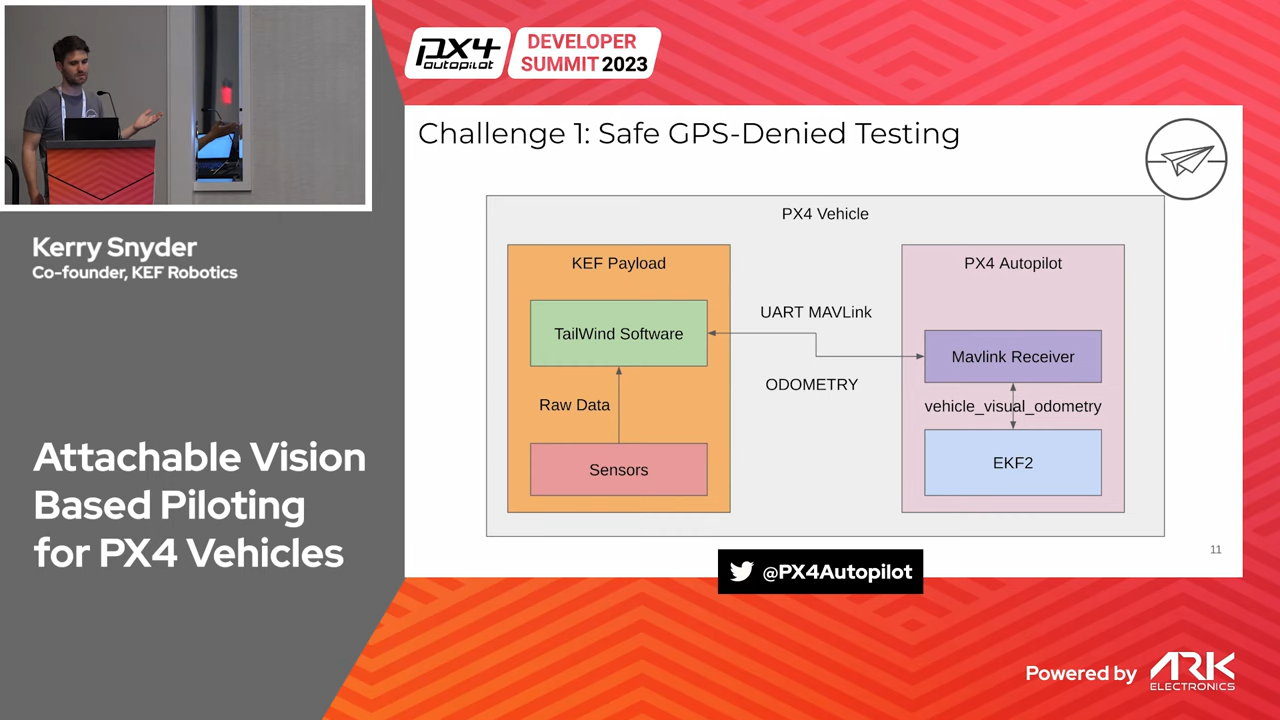 PX4
autopilot
DEVELOPER
SUMMIT 2023
Challenge 1: Safe GPS-Denied Testing
PX4 Vehicle
KEF Payload
PX4 Autopilot
TailWind Software
UART MAVLink
Mavlink Receiver
ODOMETRY
Raw Data
vehicle_visual_odometry
Sensors
EKF2
11
Kerry Snyder
Co-founder, KEF Robotics
Attachable Vision
Based Piloting
for PX4 Vehicles
@PX4Autopilot
Powered by
ARK
ELECTRONICS